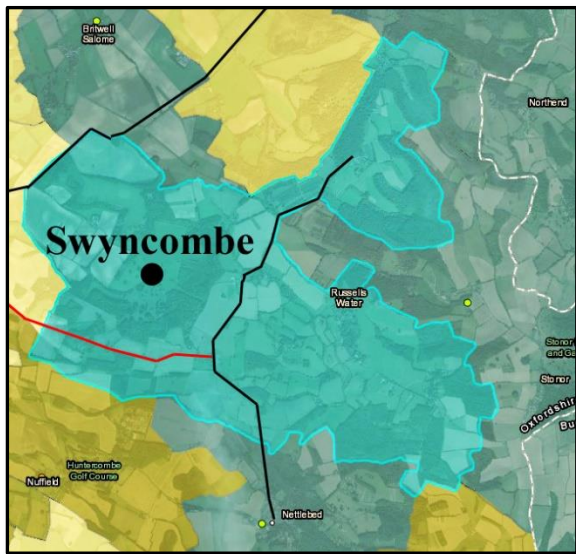 Britwell
Salome
Northend
Swyncombe
Russells
Water
Stonor
and Ga
Stonor
Oxfordshir
Bu
Huntercombe
Golf Course
Nuffield
Nettlebed